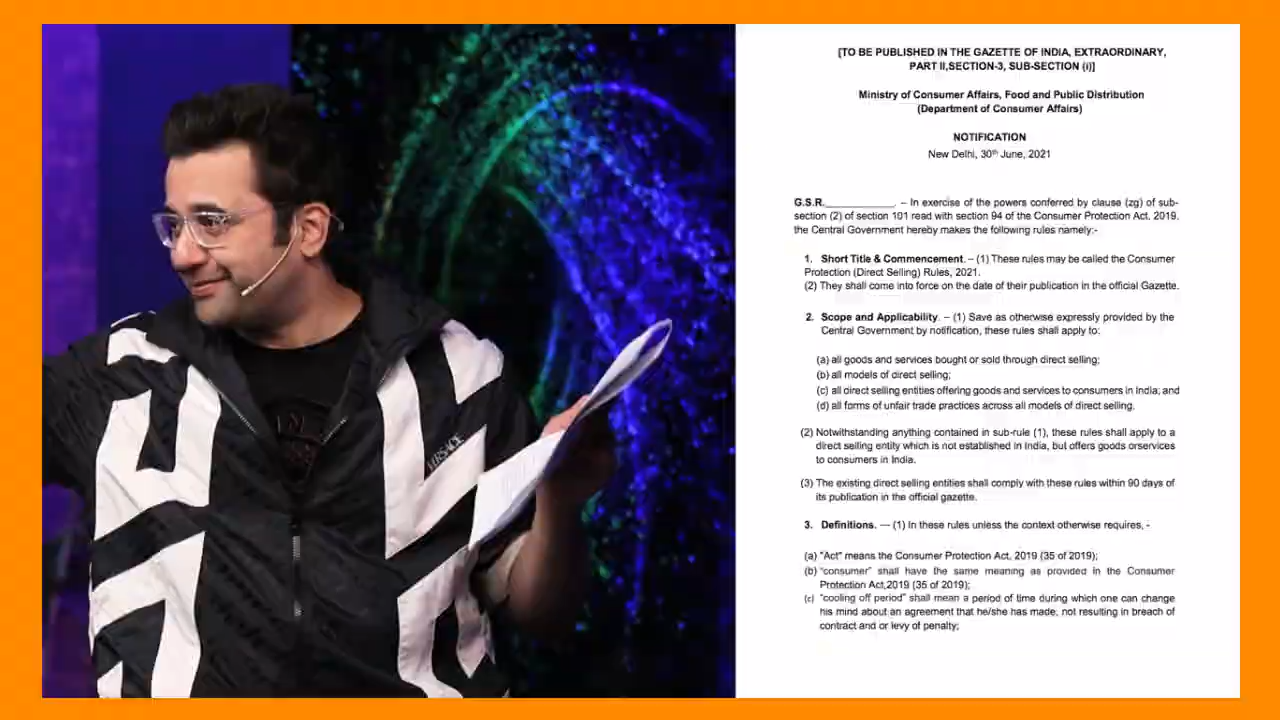 VERSACE
[TO BE PUBLISHED IN THE GAZETTE OF INDIA, EXTRAORDINARY,
PART II,SECTION-3, SUB-SECTION (i)]
Ministry of Consumer Affairs, Food and Public Distribution
(Department of Consumer Affairs)
NOTIFICATION
New Delhi, 30th June, 2021
G.S.R.____________. – In exercise of the powers conferred by clause (zg) of sub-
section (2) of section 101 read with section 94 of the Consumer Protection Act, 2019,
the Central Government hereby makes the following rules namely:-
1. Short Title & Commencement. – (1) These rules may be called the Consumer
Protection (Direct Selling) Rules, 2021.
(2) They shall come into force on the date of their publication in the official Gazette.
2. Scope and Applicability. – (1) Save as otherwise expressly provided by the
Central Government by notification, these rules shall apply to:
(a) all goods and services bought or sold through direct selling;
(b) all models of direct selling;
(c) all direct selling entities offering goods and services to consumers in India; and
(d) all forms of unfair trade practices across all models of direct selling.
(2) Notwithstanding anything contained in sub-rule (1), these rules shall apply to a
direct selling entity which is not established in India, but offers goods orservices
to consumers in India.
(3) The existing direct selling entities shall comply with these rules within 90 days of
its publication in the official gazette.
3. Definitions. — (1) In these rules unless the context otherwise requires, -
(a) "Act" means the Consumer Protection Act, 2019 (35 of 2019);
(b) "consumer" shall have the same meaning as provided in the Consumer
Protection Act,2019 (35 of 2019);
(c) "cooling off period" shall mean a period of time during which one can change
his mind about an agreement that he/she has made, not resulting in breach of
contract and or levy of penalty;